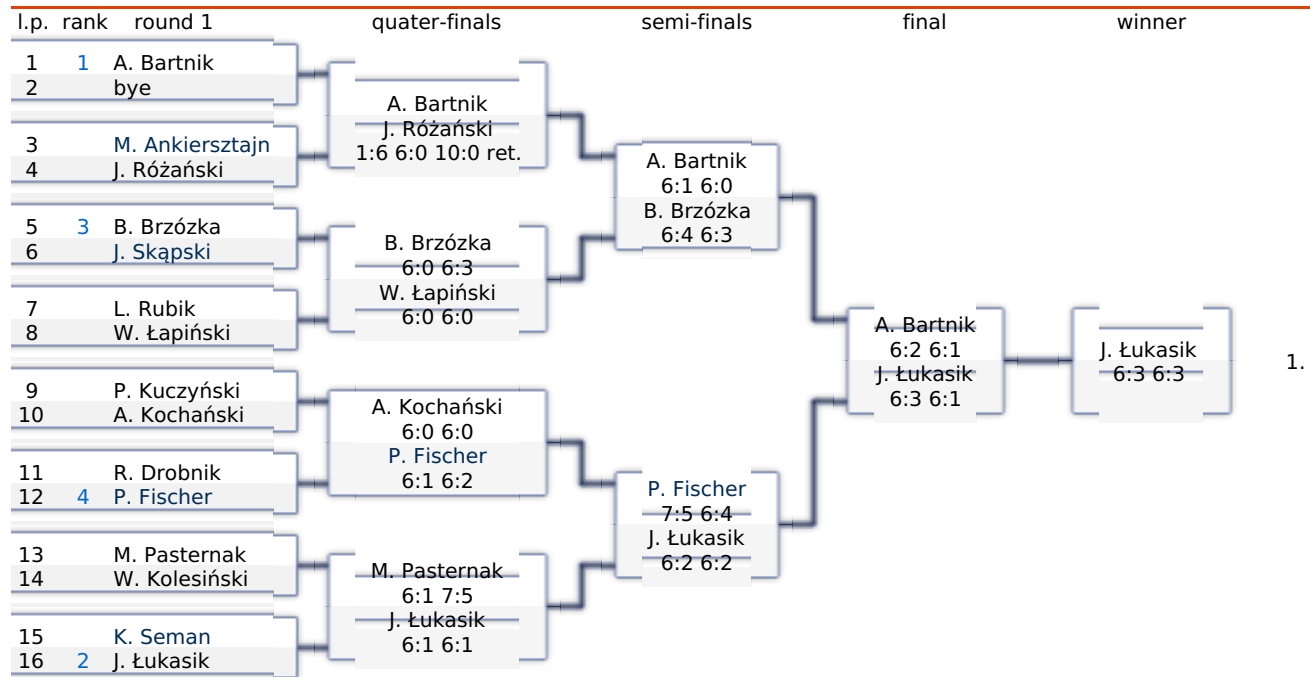 l.p. rank round 1 quater-finals semi-finals final winner
1 1 A. Bartnik
2 bye
3 M. Ankiersztajn
4 J. Różański
5 3 B. Brzózka
6 J. Skąpski
7 L. Rubik
8 W. Łapiński
9 P. Kuczyński
10 A. Kochański
11 R. Drobnik
12 4 P. Fischer
13 M. Pasternak
14 W. Kolesiński
15 K. Seman
16 2 J. Łukasik
A. Bartnik
J. Różański
1:6 6:0 10:0 ret.
B. Brzózka
6:0 6:3
W. Łapiński
6:0 6:0
A. Kochański
6:0 6:0
P. Fischer
6:1 6:2
M. Pasternak
6:1 7:5
J. Łukasik
6:1 6:1
A. Bartnik
6:1 6:0
B. Brzózka
6:4 6:3
P. Fischer
7:5 6:4
J. Łukasik
6:2 6:2
A. Bartnik
6:2 6:1
J. Łukasik
6:3 6:1
J. Łukasik
6:3 6:3
1.